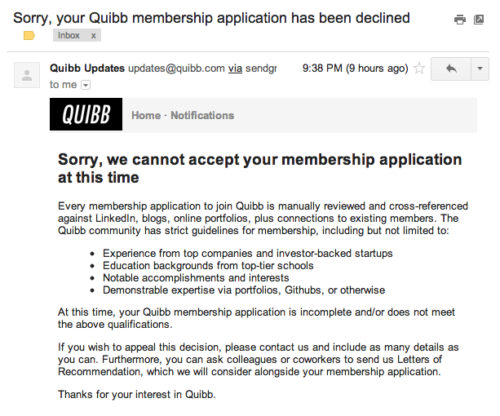 Sorry, your Quibb membership application has been declined
Inbox x
Quibb Updates updates@quibb.com via sendgr 9:38 PM (9 hours ago)
to me
QUIBB Home · Notifications
Sorry, we cannot accept your membership application
at this time
Every membership application to join Quibb is manually reviewed and cross-referenced
against LinkedIn, blogs, online portfolios, plus connections to existing members. The
Quibb community has strict guidelines for membership, including but not limited to:
• Experience from top companies and investor-backed startups
• Education backgrounds from top-tier schools
• Notable accomplishments and interests
• Demonstrable expertise via portfolios, Githubs, or otherwise
At this time, your Quibb membership application is incomplete and/or does not meet
the above qualifications.
If you wish to appeal this decision, please contact us and include as many details as
you can. Furthermore, you can ask colleagues or coworkers to send us Letters of
Recommendation, which we will consider alongside your membership application.
Thanks for your interest in Quibb.